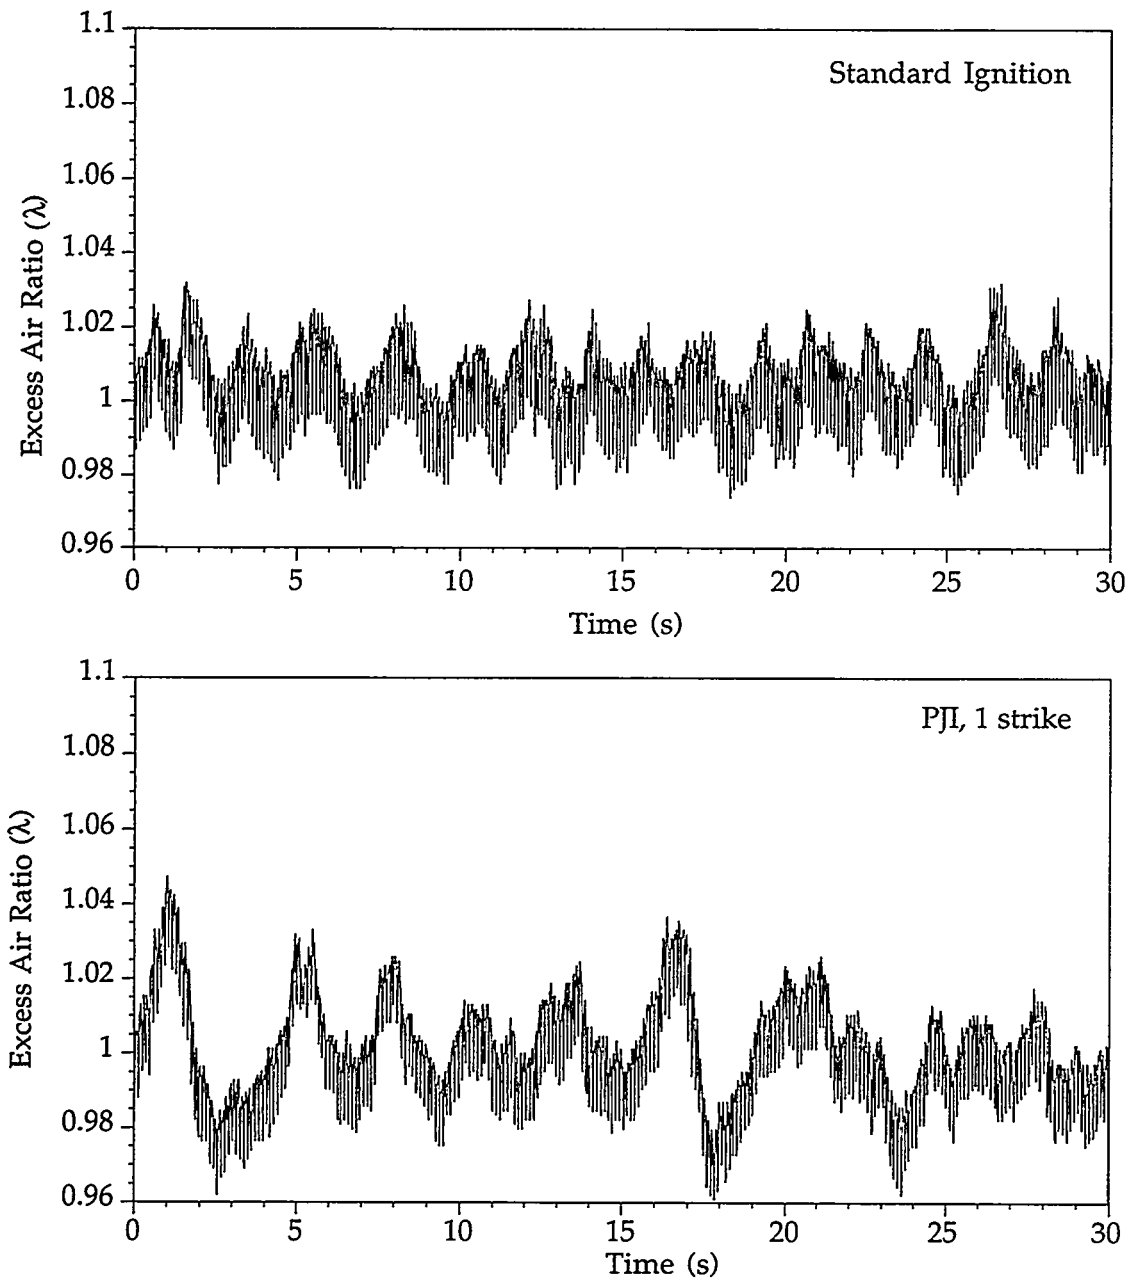 1.1
Standard Ignition
1.08
1.06
1.04
1.02
1
0.98
0.96
Excess Air Ratio (λ)
0 5 10 15 20 25 30
Time (s)
1.1
PJI, 1 strike
1.08
1.06
1.04
1.02
1
0.98
0.96
Excess Air Ratio (λ)
0 5 10 15 20 25 30
Time (s)